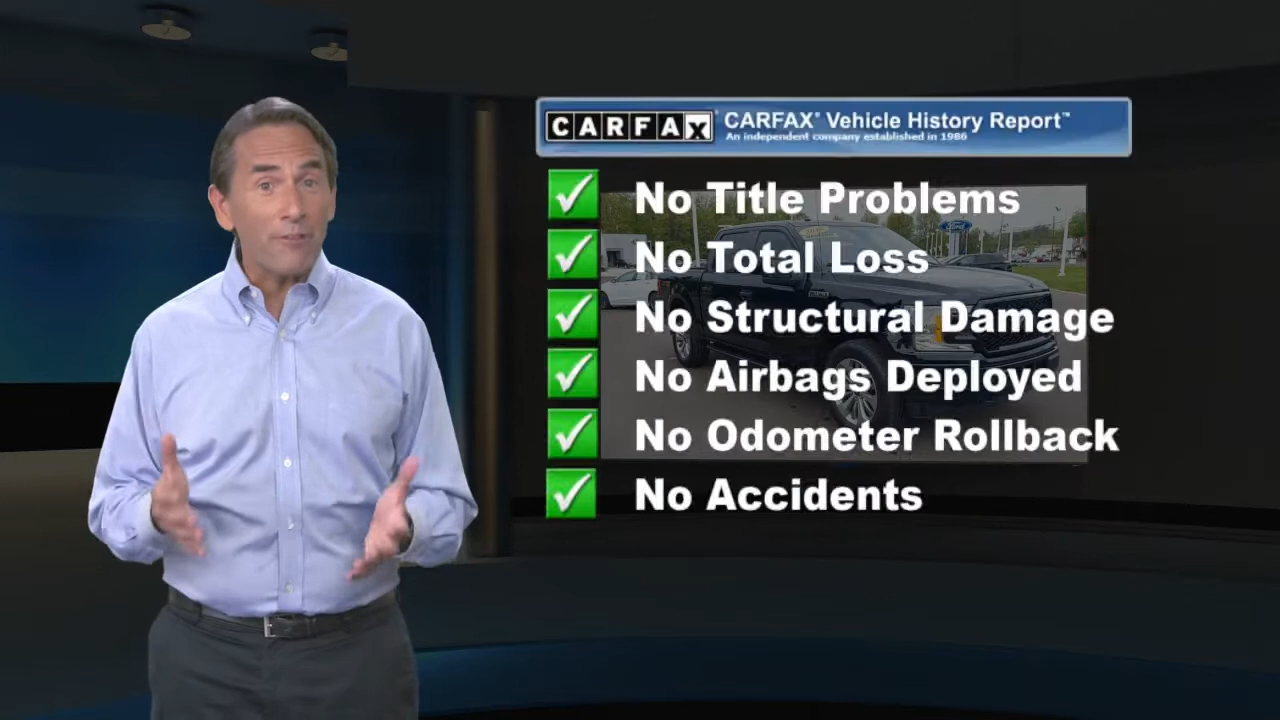 CARFAX
CARFAX® Vehicle History Report™
An independent company established in 1986
No Title Problems
No Total Loss
No Structural Damage
No Airbags Deployed
No Odometer Rollback
No Accidents
Ford